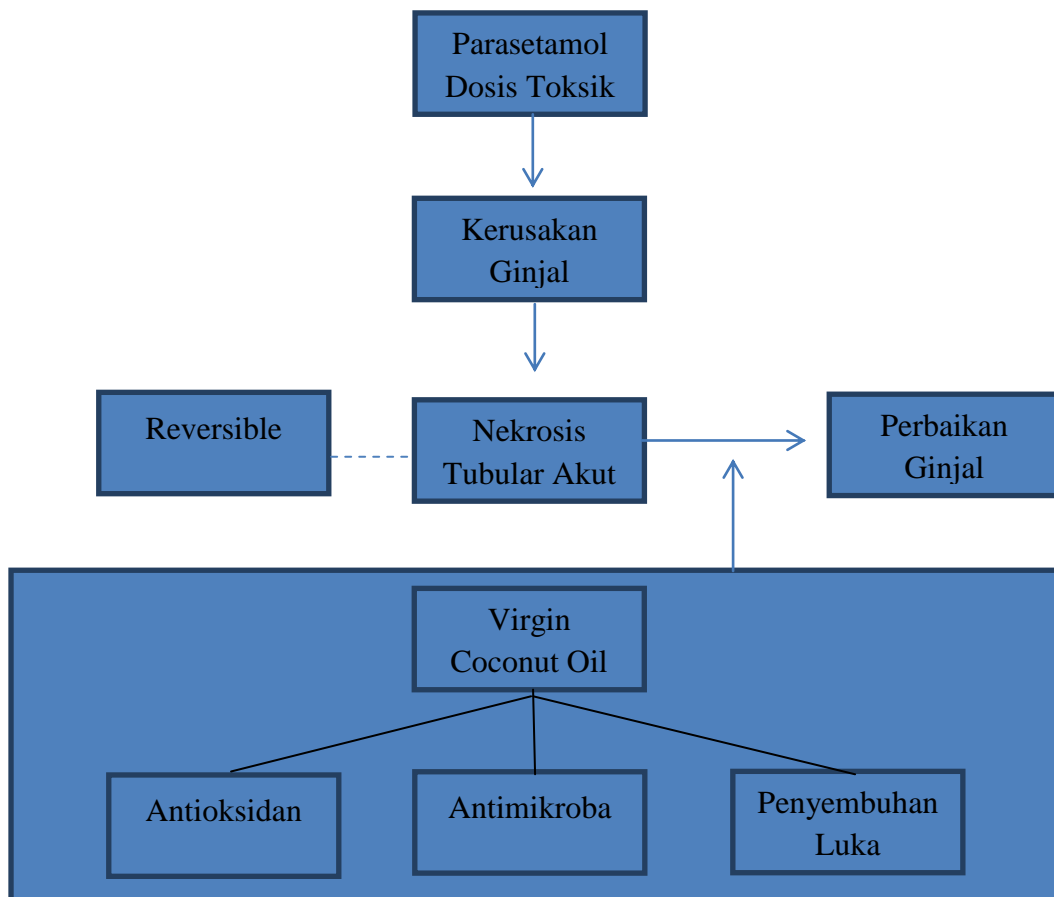 Parasetamol
Dosis Toksik
Kerusakan
Ginjal
Reversible
Nekrosis
Tubular Akut
Perbaikan
Ginjal
Virgin
Coconut Oil
Antioksidan
Antimikroba
Penyembuhan
Luka